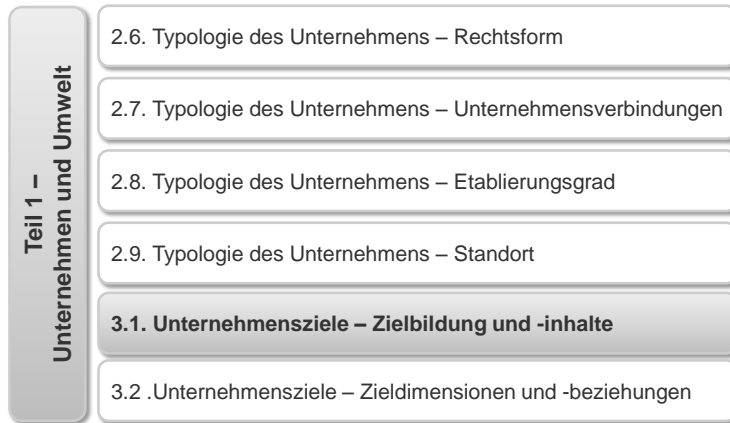 Teil 1 –
Unternehmen und Umwelt
2.6. Typologie des Unternehmens – Rechtsform
2.7. Typologie des Unternehmens – Unternehmensverbindungen
2.8. Typologie des Unternehmens – Etablierungsgrad
2.9. Typologie des Unternehmens – Standort
3.1. Unternehmensziele – Zielbildung und -inhalte
3.2 .Unternehmensziele – Zieldimensionen und -beziehungen